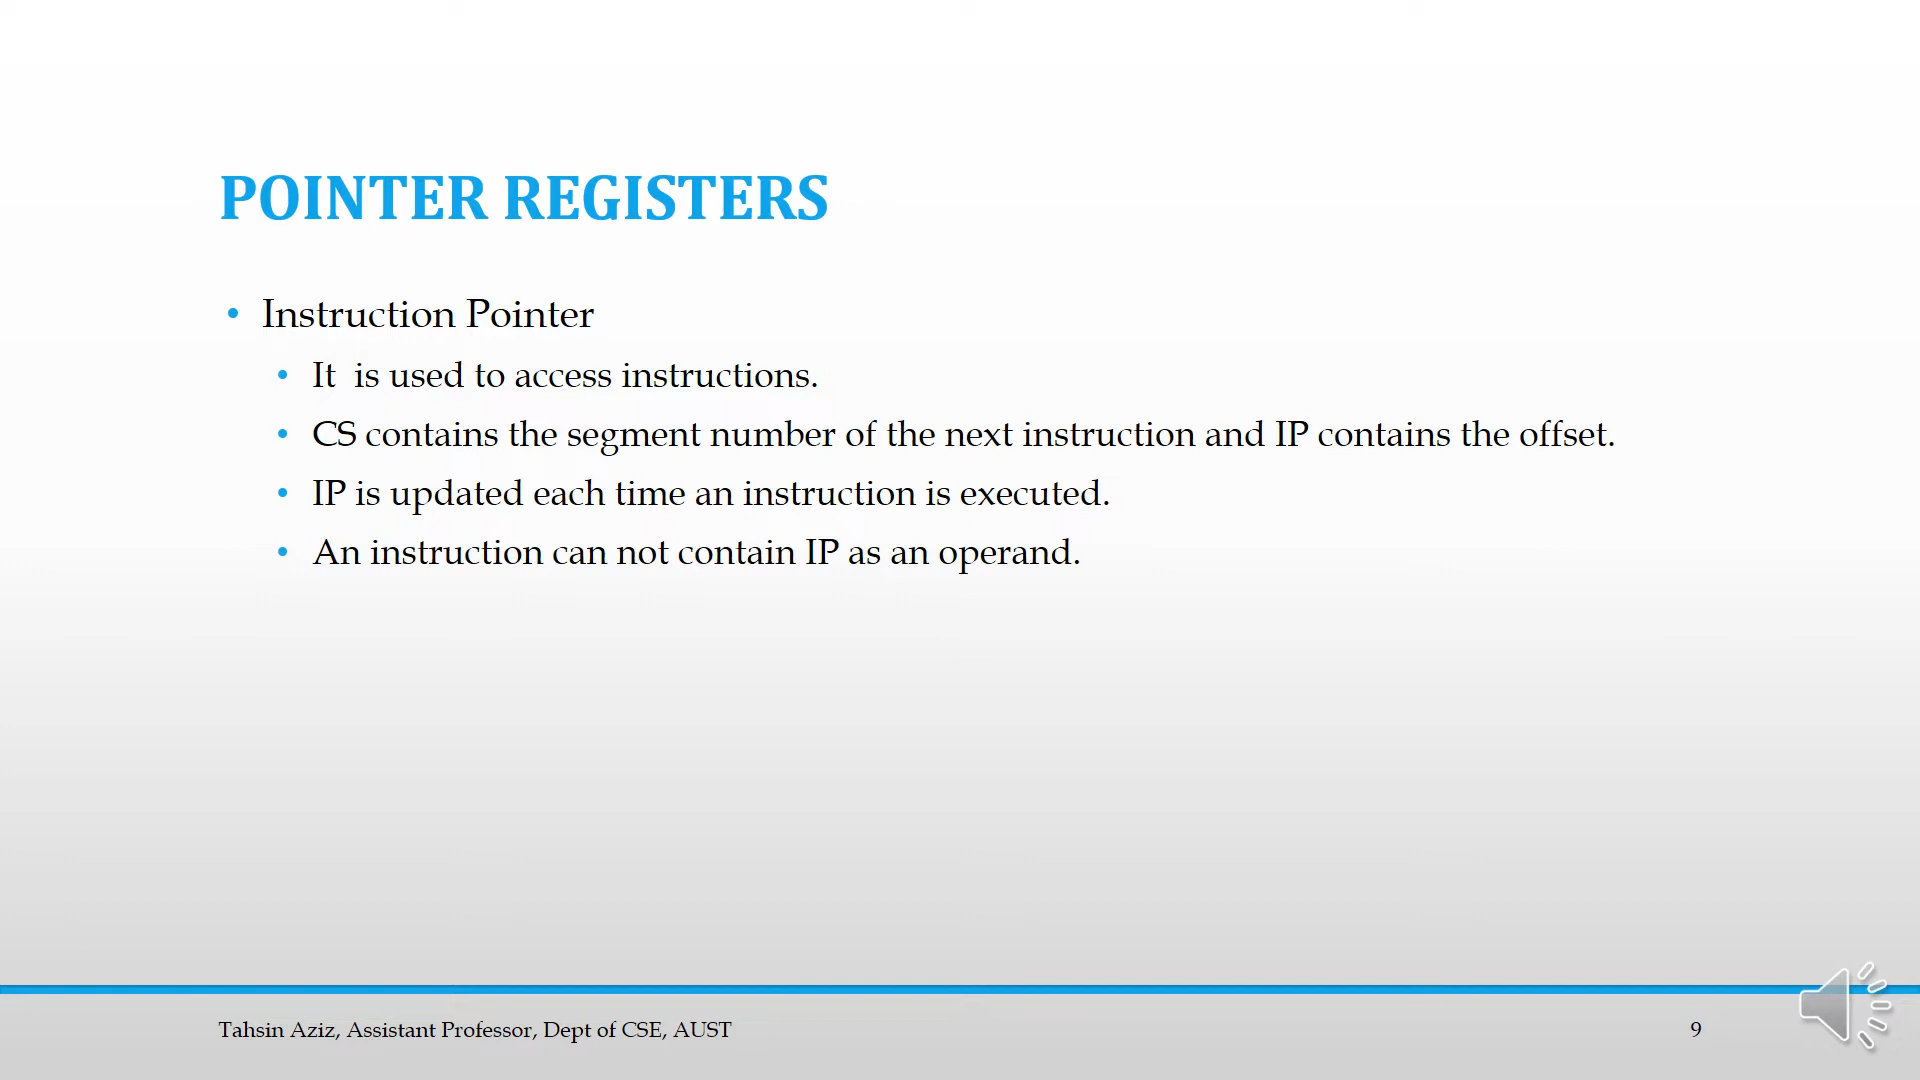 POINTER REGISTERS
• Instruction Pointer
• It is used to access instructions.
• CS contains the segment number of the next instruction and IP contains the offset.
• IP is updated each time an instruction is executed.
• An instruction can not contain IP as an operand.
Tahsin Aziz, Assistant Professor, Dept of CSE, AUST
9